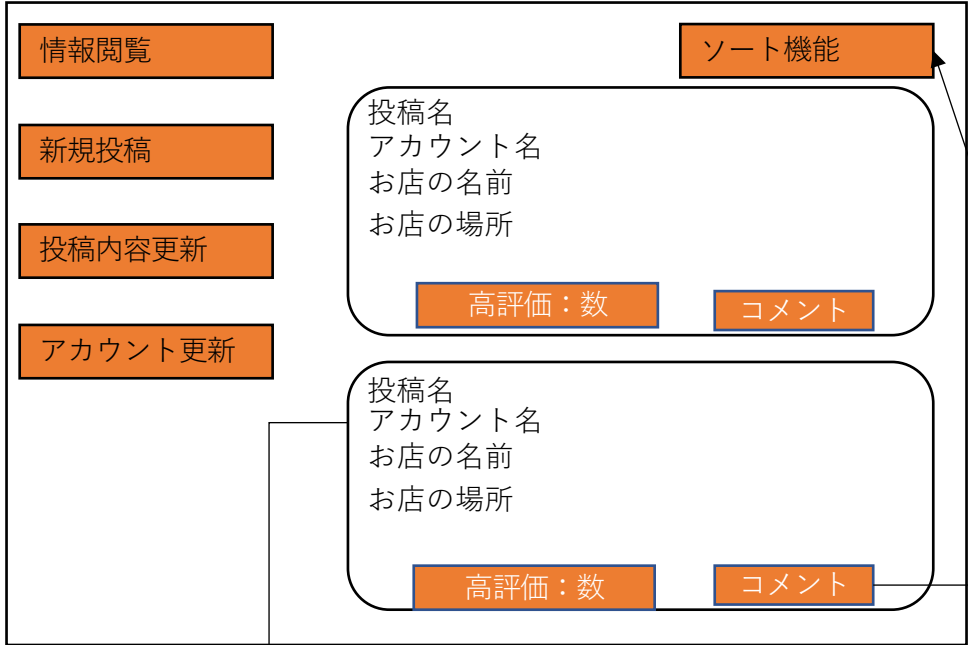 情報閲覧
新規投稿
投稿内容更新
アカウント更新
ソート機能
投稿名
アカウント名
お店の名前
お店の場所
高評価：数
コメント
投稿名
アカウント名
お店の名前
お店の場所
高評価：数
コメント